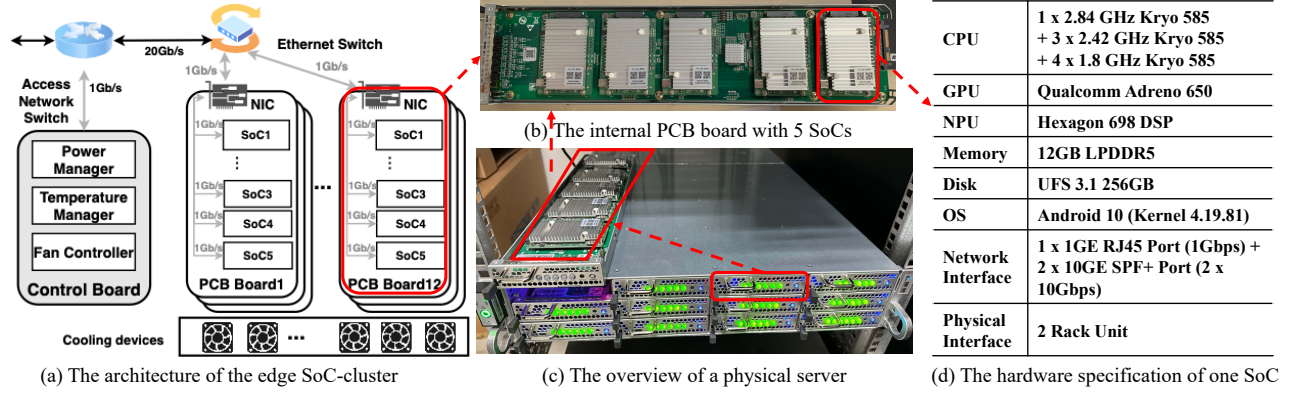 20Gb/s
Ethernet Switch
1Gb/s
1Gb/s
Access
Network
Switch
1Gb/s
Power
Manager
Temperature
Manager
Fan Controller
Control Board
NIC
1Gb/s
SoC1
⋮
1Gb/s
SoC3
1Gb/s
SoC4
1Gb/s
SoC5
PCB Board1
...
NIC
1Gb/s
SoC1
⋮
1Gb/s
SoC3
1Gb/s
SoC4
1Gb/s
SoC5
PCB Board12
Cooling devices
...
(a) The architecture of the edge SoC-cluster
(b) The internal PCB board with 5 SoCs
(c) The overview of a physical server
CPU
1 x 2.84 GHz Kryo 585
+ 3 x 2.42 GHz Kryo 585
+ 4 x 1.8 GHz Kryo 585
GPU
Qualcomm Adreno 650
NPU
Hexagon 698 DSP
Memory
12GB LPDDR5
Disk
UFS 3.1 256GB
OS
Android 10 (Kernel 4.19.81)
Network
Interface
1 x 1GE RJ45 Port (1Gbps) +
2 x 10GE SPF+ Port (2 x
10Gbps)
Physical
Interface
2 Rack Unit
(d) The hardware specification of one SoC